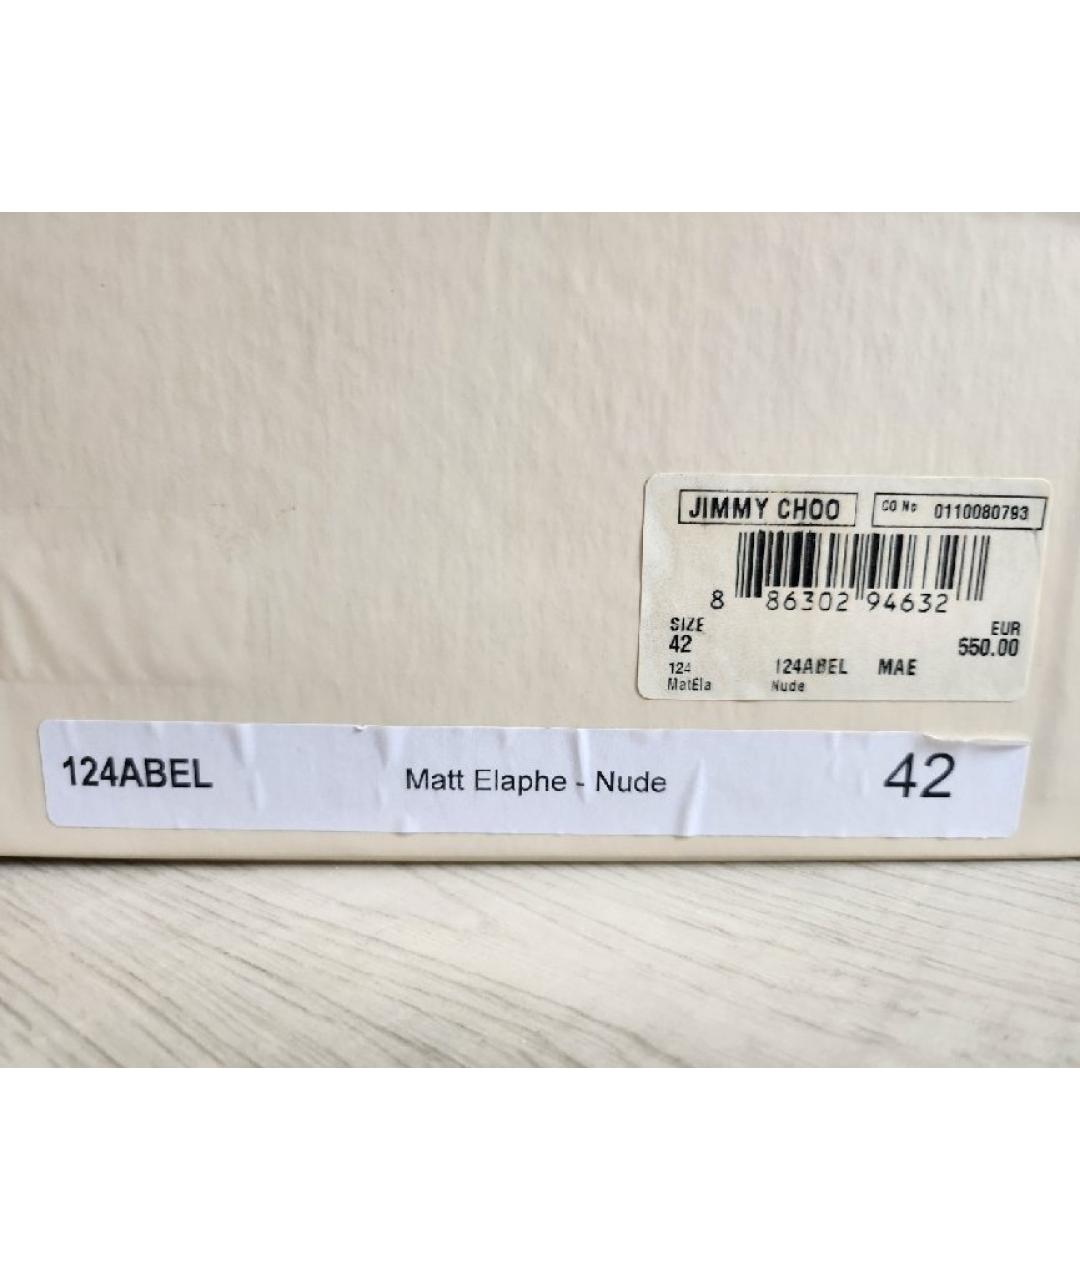 JIMMY CHOO
CO No 0110080793
8 86302 94632
SIZE
42
EUR
550.00
124 124ABEL MAE
MatEla Nude
124ABEL Matt Elaphe - Nude 42